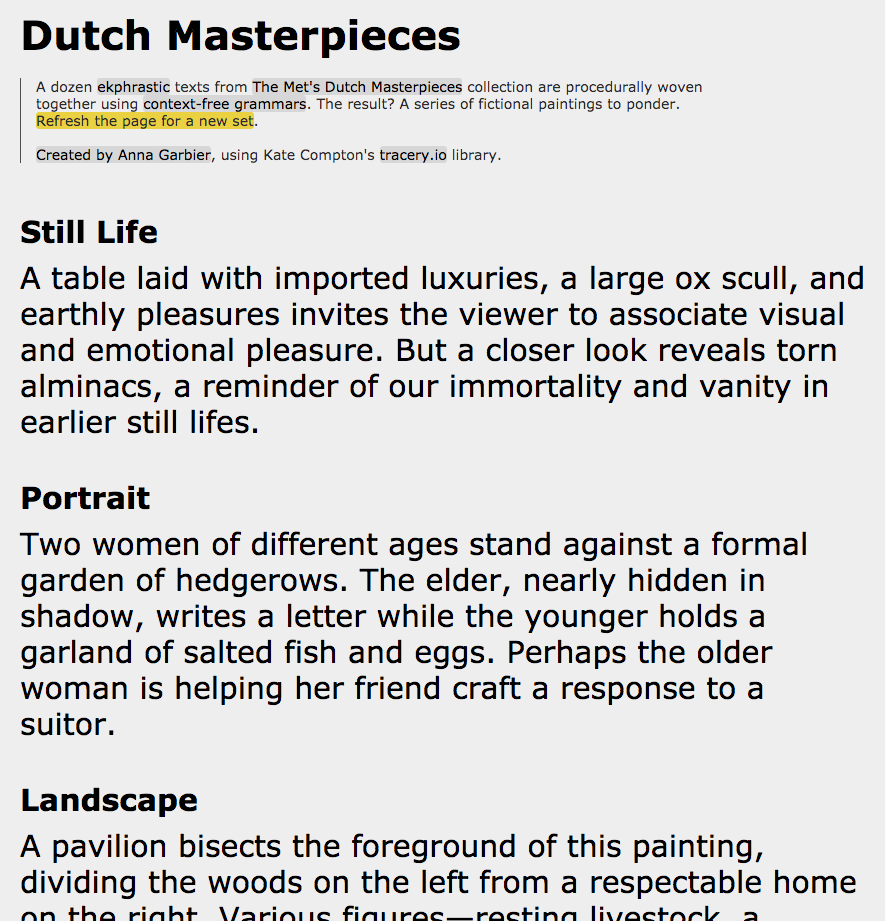 Dutch Masterpieces
A dozen ekphrastic texts from The Met's Dutch Masterpieces collection are procedurally woven
together using context-free grammars. The result? A series of fictional paintings to ponder.
Refresh the page for a new set.
Created by Anna Garbier, using Kate Compton's tracery.io library.
Still Life
A table laid with imported luxuries, a large ox scull, and
earthly pleasures invites the viewer to associate visual
and emotional pleasure. But a closer look reveals torn
alminacs, a reminder of our immortality and vanity in
earlier still lifes.
Portrait
Two women of different ages stand against a formal
garden of hedgerows. The elder, nearly hidden in
shadow, writes a letter while the younger holds a
garland of salted fish and eggs. Perhaps the older
woman is helping her friend craft a response to a
suitor.
Landscape
A pavilion bisects the foreground of this painting,
dividing the woods on the left from a respectable home
on the right. Various figures—resting livestock, a